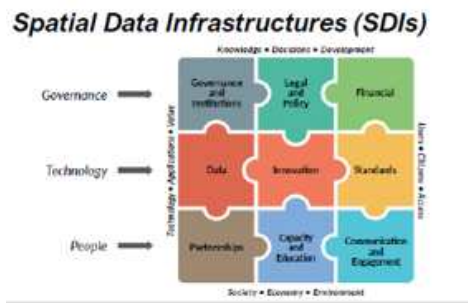 Spatial Data Infrastructures (SDIs)
Knowledge • Decisions • Development
Governance
Governance
and
Institutions
Legal
and
Policy
Financial
Technology
Technology • Applications • Value
Data
Innovation
Standards
Users • Citizens • Access
People
Partnerships
Capacity
and
Education
Communication
and
Engagement
Society • Economy • Environment